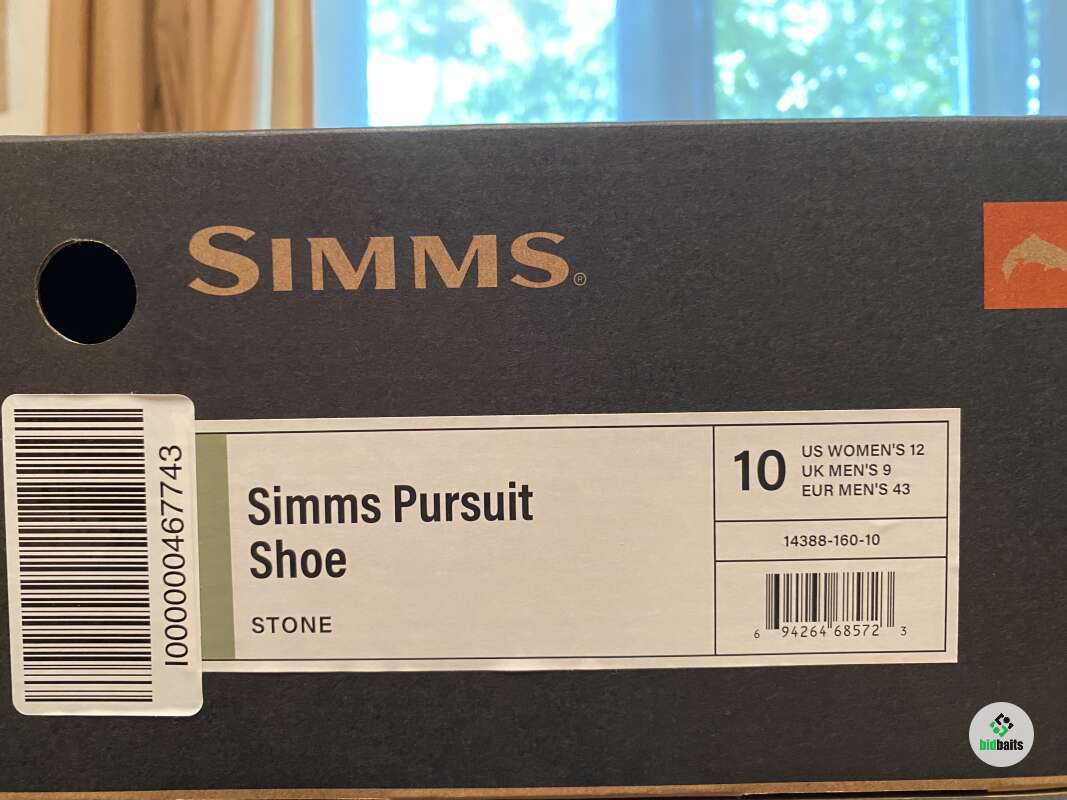 SIMMS®
I00000467743
Simms Pursuit
Shoe
STONE
10
US WOMEN'S 12
UK MEN'S 9
EUR MEN'S 43
14388-160-10
6 94264 68572 3
bidbaits